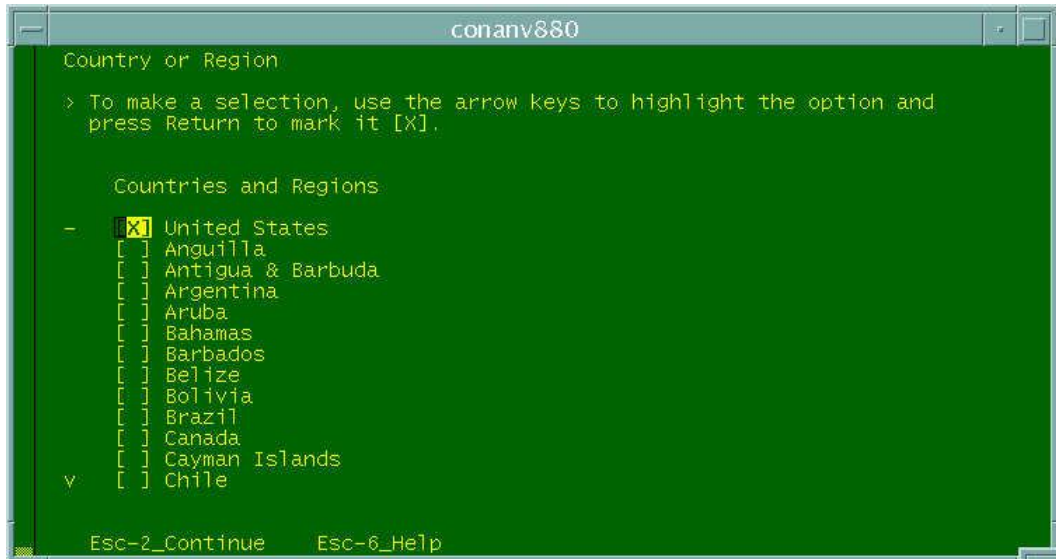 conanv880
Country or Region
> To make a selection, use the arrow keys to highlight the option and
press Return to mark it [X].
Countries and Regions
- [X] United States
[ ] Anguilla
[ ] Antigua & Barbuda
[ ] Argentina
[ ] Aruba
[ ] Bahamas
[ ] Barbados
[ ] Belize
[ ] Bolivia
[ ] Brazil
[ ] Canada
[ ] Cayman Islands
v [ ] Chile
Esc-2_Continue Esc-6_Help